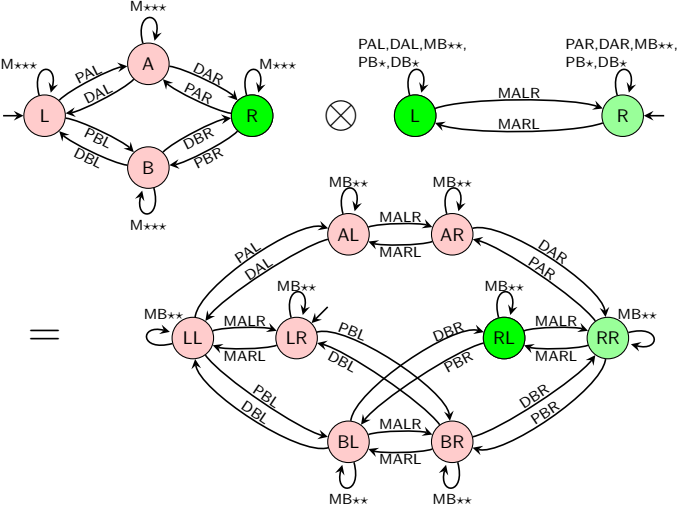 M⋆⋆⋆
M⋆⋆⋆
PAL
DAL
A
DAR
PAR
M⋆⋆⋆
L
R
PBL
DBL
B
DBR
PBR
M⋆⋆⋆
⊗
PAL,DAL,MB⋆⋆,
PB⋆,DB⋆
PAR,DAR,MB⋆⋆,
PB⋆,DB⋆
L
MALR
MARL
R
=
MB⋆⋆
MB⋆⋆
AL
MALR
MARL
AR
PAL
DAL
DAR
PAR
MB⋆⋆
MB⋆⋆
MB⋆⋆
MB⋆⋆
LL
MALR
MARL
LR
PBL
DBL
DBR
PBR
RL
MALR
MARL
RR
PBL
DBL
DBR
PBR
BL
MALR
MARL
BR
MB⋆⋆
MB⋆⋆